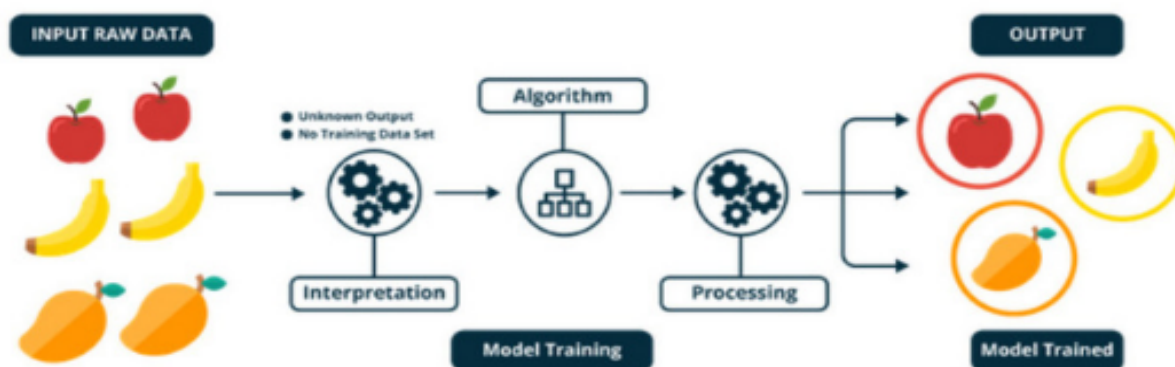 INPUT RAW DATA
OUTPUT
Algorithm
Unknown Output
No Training Data Set
Interpretation
Processing
Model Training
Model Trained